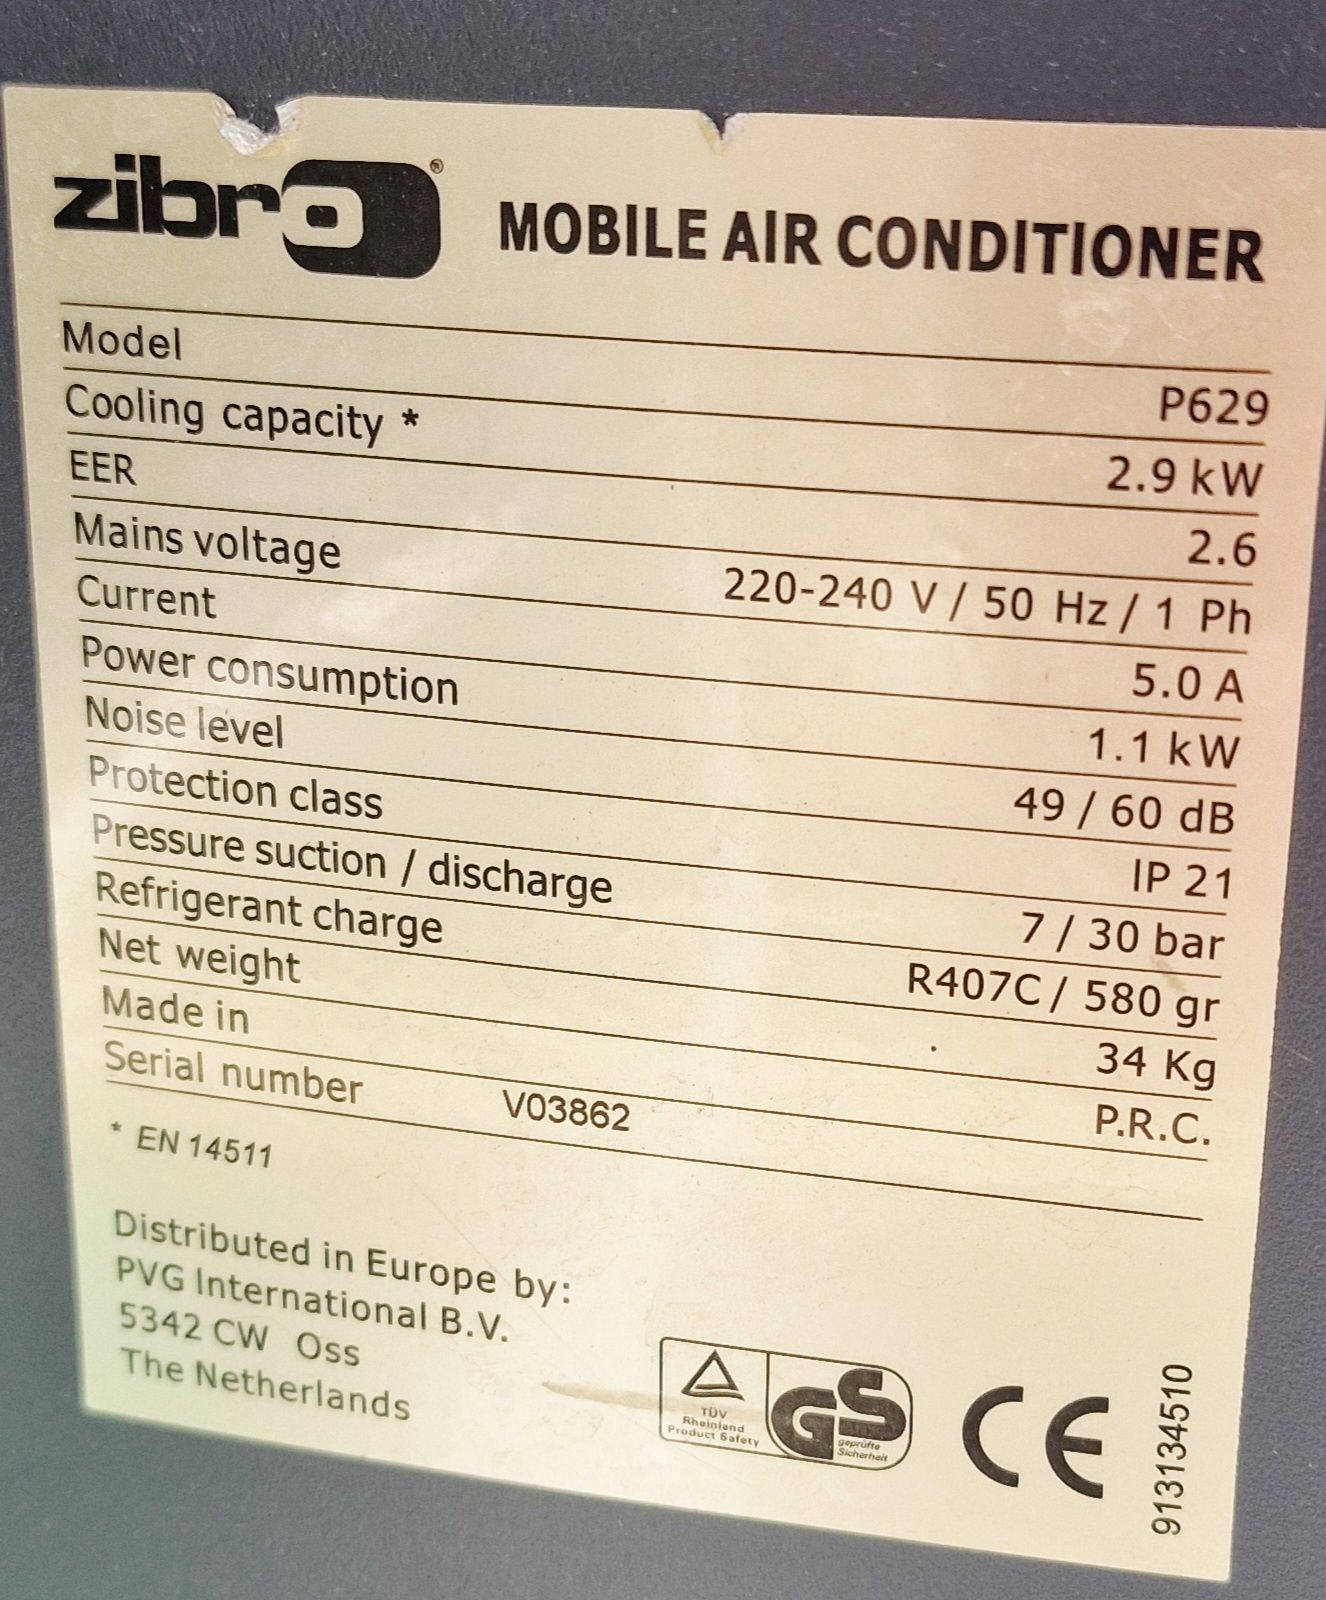 zibro® MOBILE AIR CONDITIONER
Model P629
Cooling capacity * 2.9 kW
EER 2.6
Mains voltage 220-240 V / 50 Hz / 1 Ph
Current 5.0 A
Power consumption 1.1 kW
Noise level 49 / 60 dB
Protection class IP 21
Pressure suction / discharge 7 / 30 bar
Refrigerant charge R407C / 580 gr
Net weight 34 Kg
Made in P.R.C.
Serial number V03862
* EN 14511
Distributed in Europe by:
PVG International B.V.
5342 CW Oss
The Netherlands
TÜV
Rheinland
Product Safety
GS
geprüfte
Sicherheit
CE
913134510